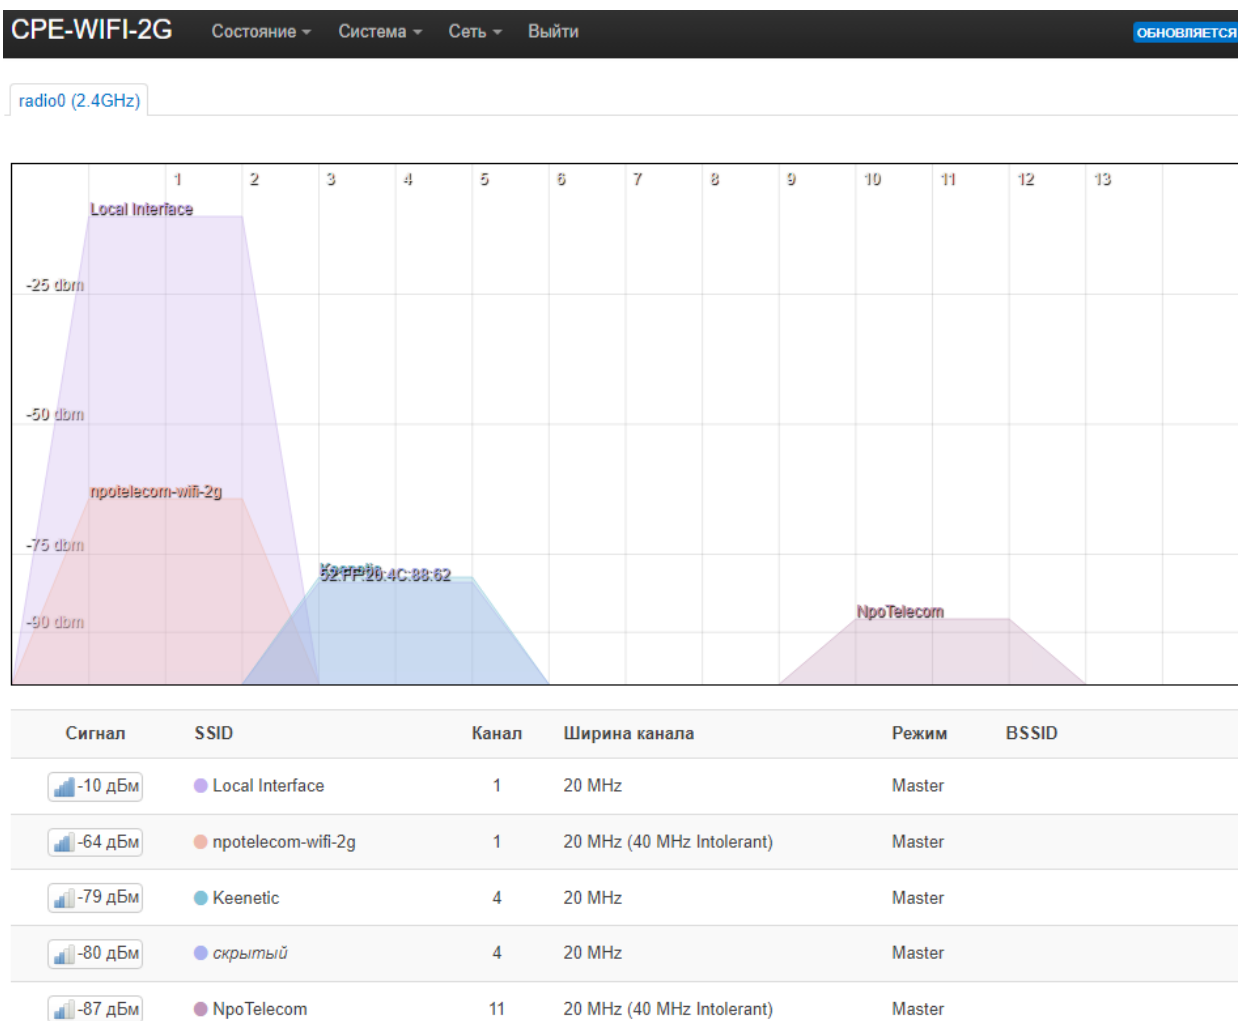 CPE-WIFI-2G Состояние Система Сеть Выйти ОБНОВЛЯЕТСЯ
radio0 (2.4GHz)
1 2 3 4 5 6 7 8 9 10 11 12 13
Local Interface
-25 dbm
-50 dbm
npotelecom-wifi-2g
-75 dbm
Keenetic
52:FF:20:4C:88:62
NpoTelecom
-90 dbm
Сигнал SSID Канал Ширина канала Режим BSSID
-10 дБм Local Interface 1 20 MHz Master
-64 дБм npotelecom-wifi-2g 1 20 MHz (40 MHz Intolerant) Master
-79 дБм Keenetic 4 20 MHz Master
-80 дБм скрытый 4 20 MHz Master
-87 дБм NpoTelecom 11 20 MHz (40 MHz Intolerant) Master